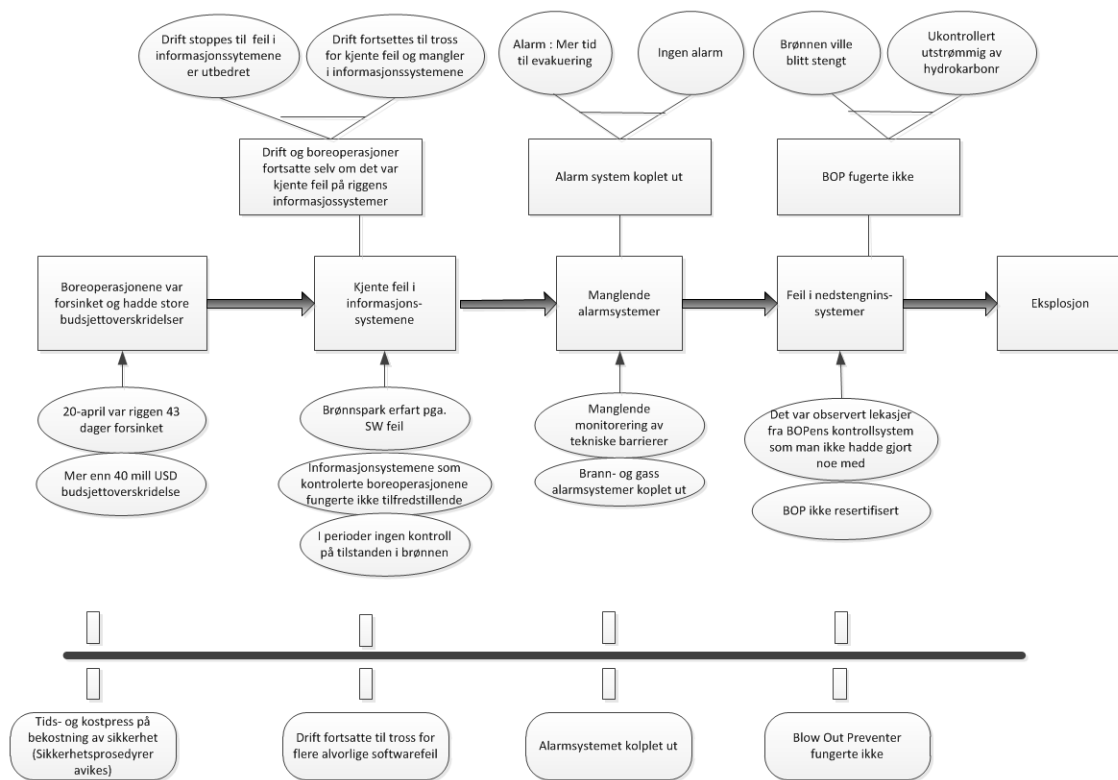 Drift stoppes til  feil i
informasjonssytemene
er utbedret
Drift fortsettes til tross
for kjente feil og mangler
i informasjonssystemene
Alarm : Mer tid
til evakuering
Ingen alarm
Brønnen ville
blitt stengt
Ukontrollert
utstrømmig av
hydrokarbonr
Drift og boreoperasjoner
fortsatte selv om det var
kjente feil på riggens
informasjossystemer
Alarm system koplet ut
BOP fugerte ikke
Boreoperasjonene var
forsinket og hadde store
budsjettoverskridelser
Kjente feil i
informasjons-
systemene
Manglende
alarmsystemer
Feil i nedstengnins-
systemer
Eksplosjon
20-april var riggen 43
dager forsinket
Mer enn 40 mill USD
budsjettoverskridelse
Brønnspark erfart pga.
SW feil
Informasjonsystemene som
kontrolerte boreoperasjonene
fungerte ikke tilfredstillende
I perioder ingen kontroll
på tilstanden i brønnen
Manglende
monitorering av
tekniske barrierer
Brann- og gass
alarmsystemer koplet ut
Det var observert lekasjer
fra BOPens kontrollsystem
som man ikke hadde gjort
noe med
BOP ikke resertifisert
Tids- og kostpress på
bekostning av sikkerhet
(Sikkerhetsprosedyrer
avikes)
Drift fortsatte til tross for
flere alvorlige softwarefeil
Alarmsystemet kolplet ut
Blow Out Preventer
fungerte ikke